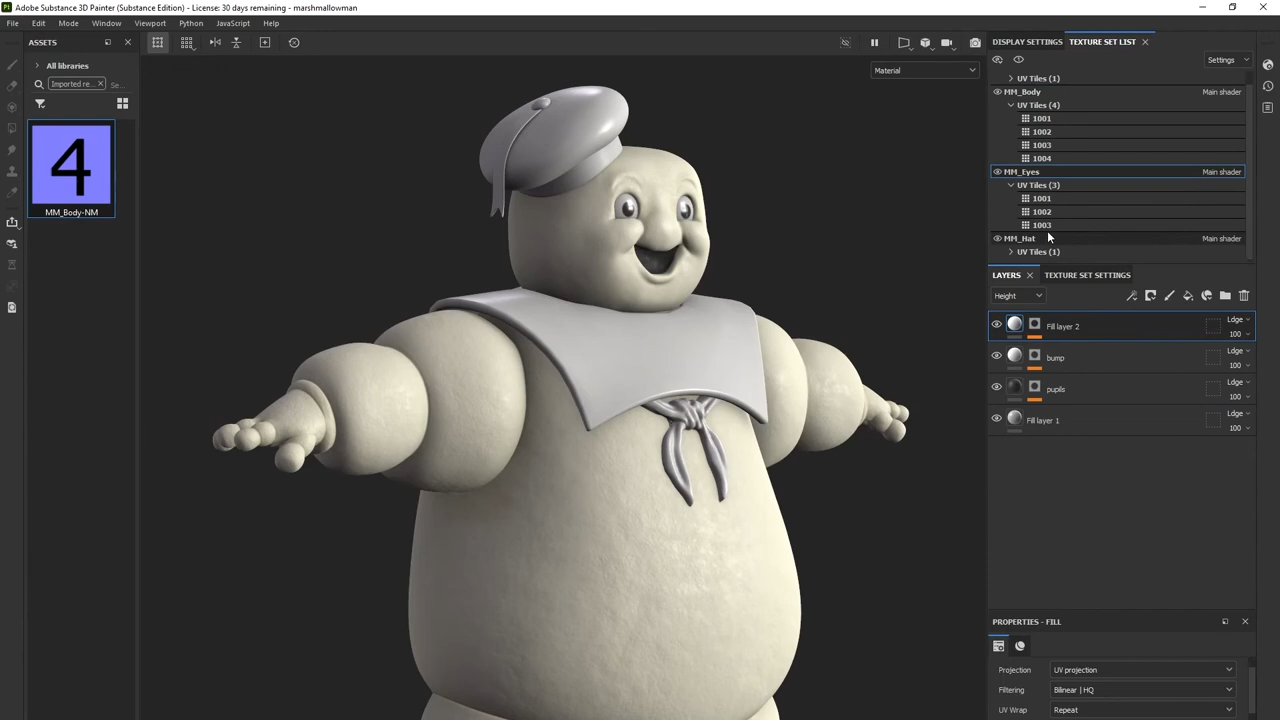 Pt Adobe Substance 3D Painter (Substance Edition) - License: 30 days remaining - marshmallowman
File Edit Mode Window Viewport Python JavaScript Help
ASSETS
All libraries
Imported re... Se...
4
MM_Body-NM
Material
DISPLAY SETTINGS TEXTURE SET LIST
Settings
UV Tiles (1)
MM_Body Main shader
UV Tiles (4)
1001
1002
1003
1004
MM_Eyes Main shader
UV Tiles (3)
1001
1002
1003
MM_Hat Main shader
UV Tiles (1)
LAYERS TEXTURE SET SETTINGS
Height
Fill layer 2 Ldge
100
bump Ldge
100
pupils Ldge
100
Fill layer 1 Ldge
100
PROPERTIES - FILL
Projection UV projection
Filtering Bilinear | HQ
UV Wrap Repeat